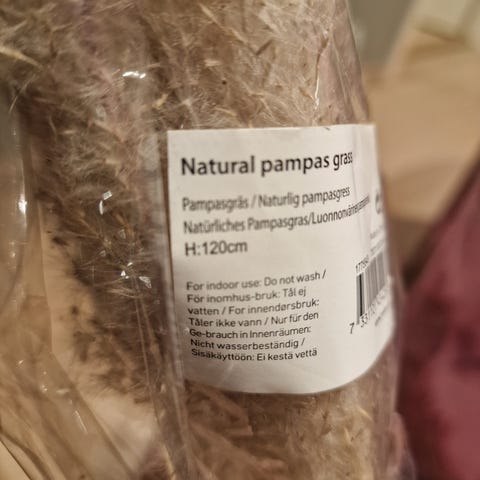 Natural pampas grass
Pampasgräs / Naturlig pampasgress
Natürliches Pampasgras/
H:120cm
For indoor use: Do not wash /
För inomhus-bruk: Tål ej
vatten / For innendørsbruk:
Tåler ikke vann / Nur für den
Ge-brauch in Innenräumen:
Nicht wasserbeständig /
Sisäkäyttöön: Ei kestä vettä